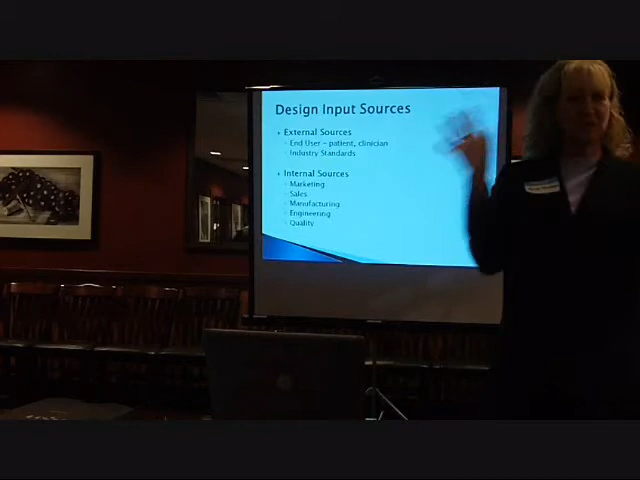 Design Input Sources
External Sources
End User – patient, clinician
Industry Standards
Internal Sources
Marketing
Sales
Manufacturing
Engineering
Quality